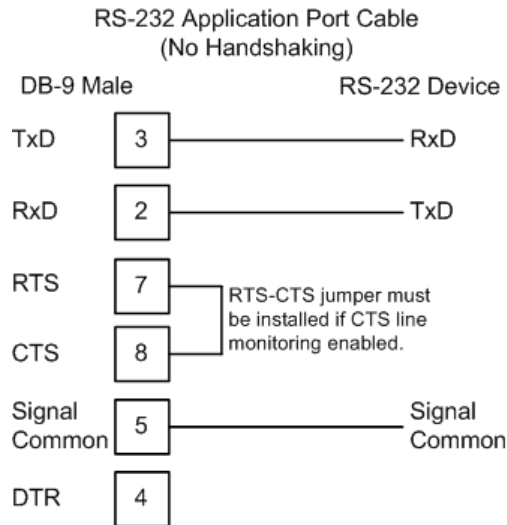 RS-232 Application Port Cable
(No Handshaking)
DB-9 Male
RS-232 Device
TxD
3
RxD
RxD
2
TxD
RTS
7
RTS-CTS jumper must
be installed if CTS line
monitoring enabled.
CTS
8
Signal
Common
5
Signal
Common
DTR
4